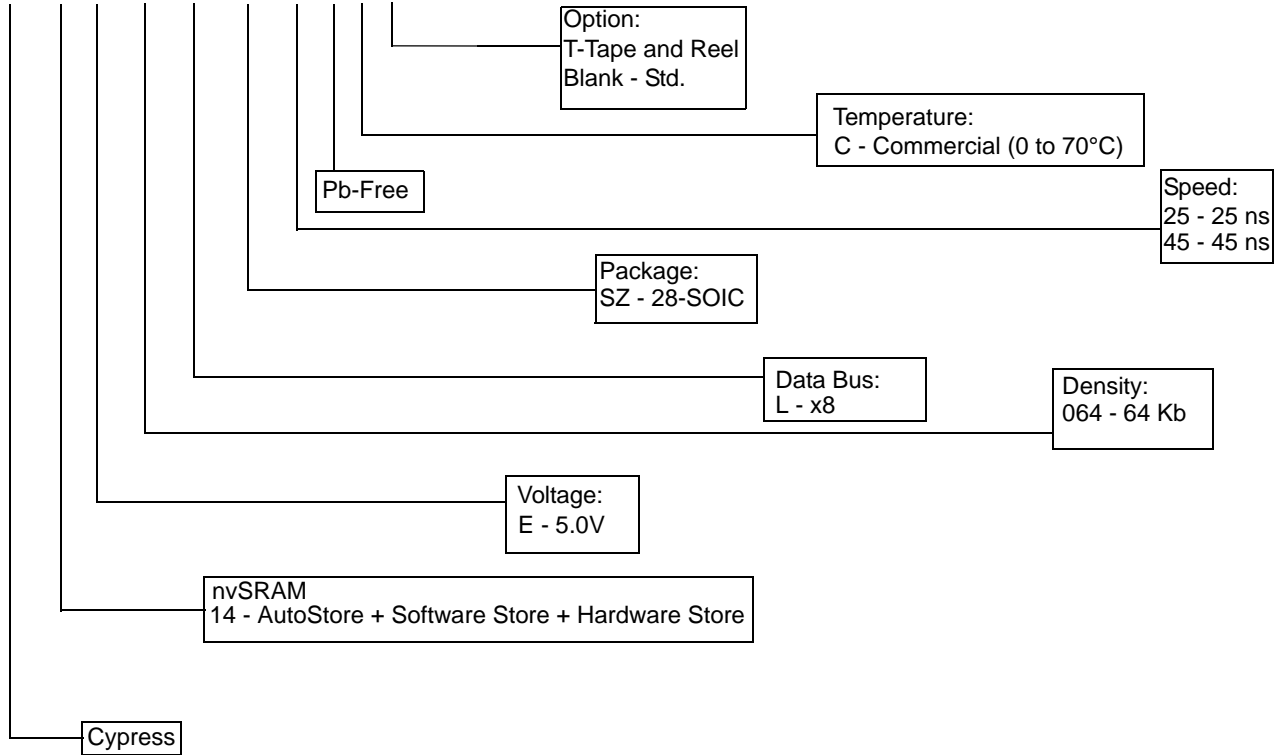 Option:
T-Tape and Reel
Blank - Std.
Temperature:
C - Commercial (0 to 70°C)
Pb-Free
Speed:
25 - 25 ns
45 - 45 ns
Package:
SZ - 28-SOIC
Data Bus:
L - x8
Density:
064 - 64 Kb
Voltage:
E - 5.0V
nvSRAM
14 - AutoStore + Software Store + Hardware Store
Cypress